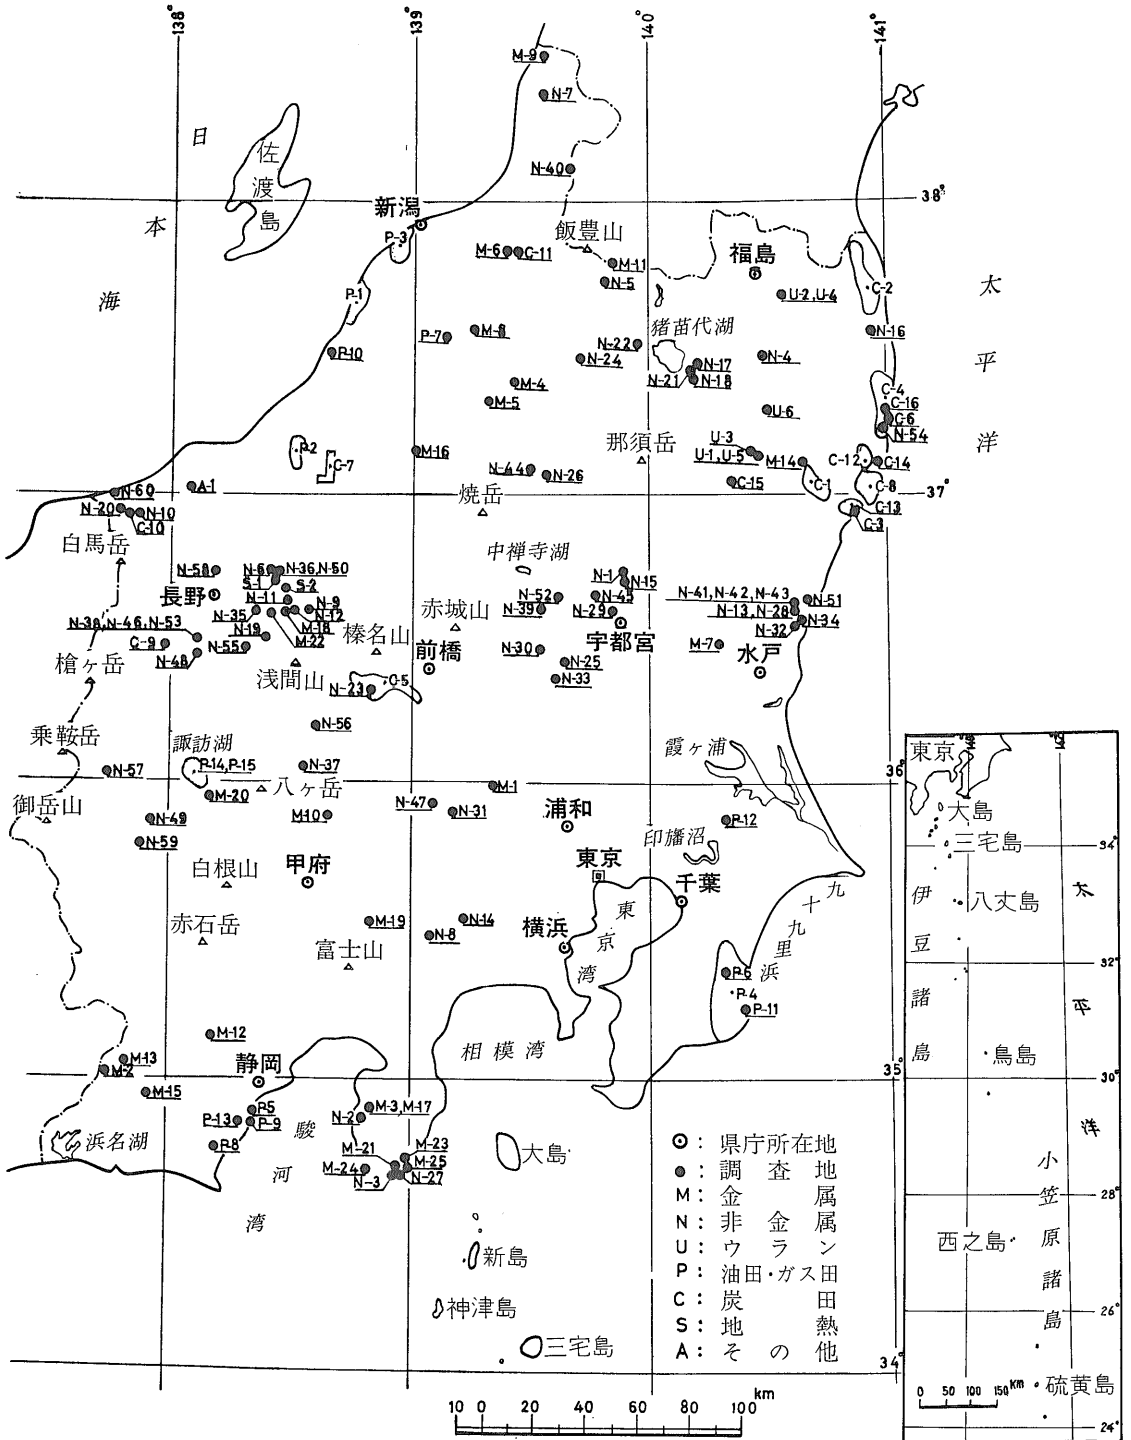 138°
139°
140°
141°
M-9
N-7
N-40
38°
日
本
海
佐
渡
島
新潟
P-3
M-6
C-11
飯豊山
M-11
N-5
福島
U-2,U-4
C-2
太
平
洋
P-1
P-7
M-8
N-22
猪苗代湖
N-16
P-10
N-24
N-17
N-21
N-18
N-4
M-4
M-5
U-6
C-4
C-16
C-6
N-54
P-2
C-7
M-16
那須岳
U-3
U-1,U-5
M-14
C-12
C-14
N-44
N-26
C-15
C-1
C-8
37°
N-60
A-1
焼岳
N-20
N-10
C-10
C-13
C-3
白馬岳
中禅寺湖
N-58
N-6
N-36,N-50
S-1
S-2
長野
N-11
N-9
N-35
N-12
M-18
M-22
N-1
N-15
N-52
N-45
N-39
N-29
赤城山
宇都宮
N-41,N-42,N-43
N-51
N-13,N-28
N-34
N-32
N-38,N-46,N-53
N-19
C-9
N-55
N-48
榛名山
前橋
N-30
N-25
N-33
M-7
水戸
槍ヶ岳
浅間山
N-23
C-5
乗鞍岳
N-56
霞ヶ浦
諏訪湖
P-14,P-15
N-57
N-37
36°
M-20
八ヶ岳
M-1
御岳山
N-49
M-10
N-47
N-31
浦和
P-12
N-59
印旛沼
白根山
甲府
東京
千葉
赤石岳
M-19
N-14
N-8
横浜
東
京
湾
九
十
九
里
浜
富士山
P-6
P-4
P-11
M-12
相模湾
M-13
M-2
静岡
35°
M-15
P-5
P-13
P-9
P-8
N-2
M-3,M-17
駿
河
湾
浜名湖
M-21
M-23
M-24
M-25
N-3
N-27
大島
新島
神津島
三宅島
34°
◉: 県庁所在地
●: 調査地
M: 金属
N: 非金属
U: ウラン
P: 油田・ガス田
C: 炭田
S: 地熱
A: その他
km
10 0 20 40 60 80 100
東京
大島
三宅島
34°
八丈島
伊
豆
諸
島
32°
鳥島
30°
太
平
洋
28°
西之島
小
笠
原
諸
島
26°
硫黄島
0 50 100 150 KM
24°